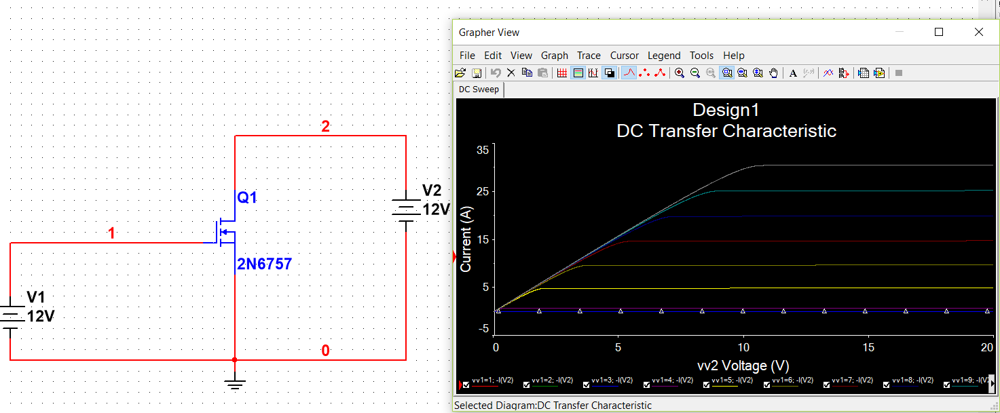 2
Q1
V2
12V
1
2N6757
V1
12V
0
Grapher View
File Edit View Graph Trace Cursor Legend Tools Help
A
DC Sweep
Design1
DC Transfer Characteristic
Current (A)
35
25
15
5
-5
0 5 10 15 20
vv2 Voltage (V)
vv1=1; -I(V2) vv1=2; -I(V2) vv1=3; -I(V2) vv1=4; -I(V2) vv1=5; -I(V2) vv1=6; -I(V2) vv1=7; -I(V2) vv1=8; -I(V2) vv1=9; -I(V2
Selected Diagram:DC Transfer Characteristic